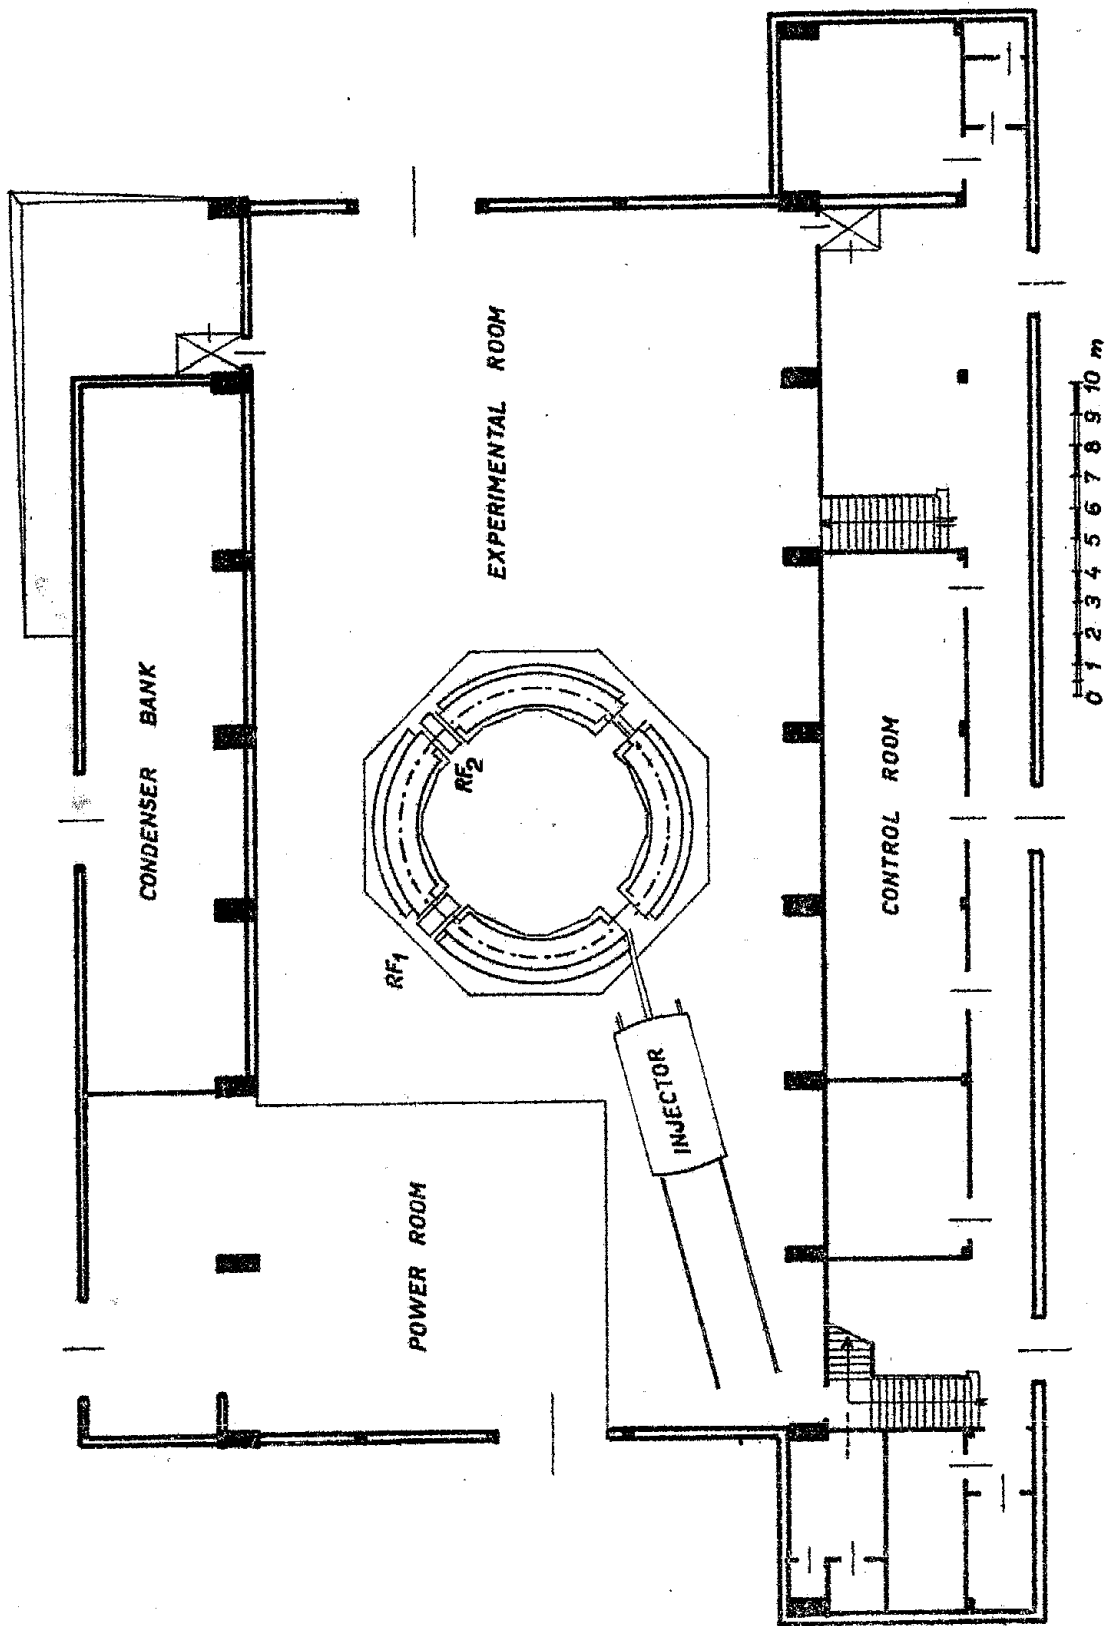 CONDENSER BANK
POWER ROOM
EXPERIMENTAL ROOM
RF1
RF2
INJECTOR
CONTROL ROOM
0 1 2 3 4 5 6 7 8 9 10 m